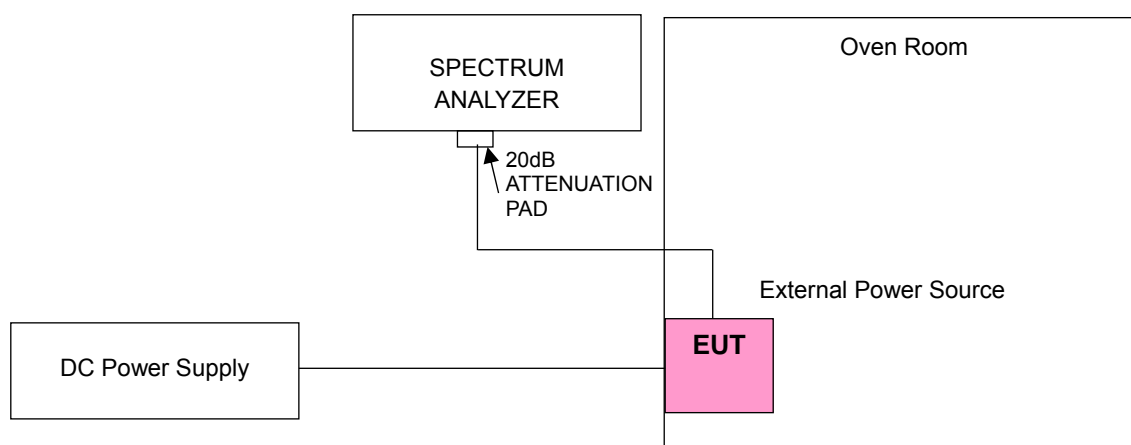 SPECTRUM
ANALYZER
Oven Room
20dB
ATTENUATION
PAD
External Power Source
EUT
DC Power Supply